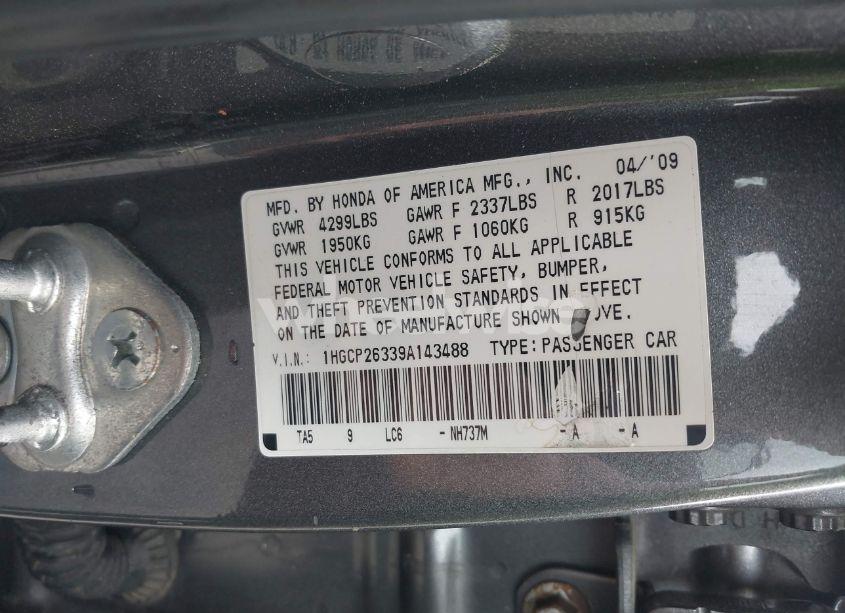 MFD. BY HONDA OF AMERICA MFG., INC. 04/'09
GVWR 4299LBS GAWR F 2337LBS R 2017LBS
GVWR 1950KG GAWR F 1060KG R 915KG
THIS VEHICLE CONFORMS TO ALL APPLICABLE
FEDERAL MOTOR VEHICLE SAFETY, BUMPER,
AND THEFT PREVENTION STANDARDS IN EFFECT
ON THE DATE OF MANUFACTURE SHOWN
V.I.N.: 1HGCP26339A143488 TYPE:PASSENGER CAR
TA5 9 LC6 -NH737M -A -A